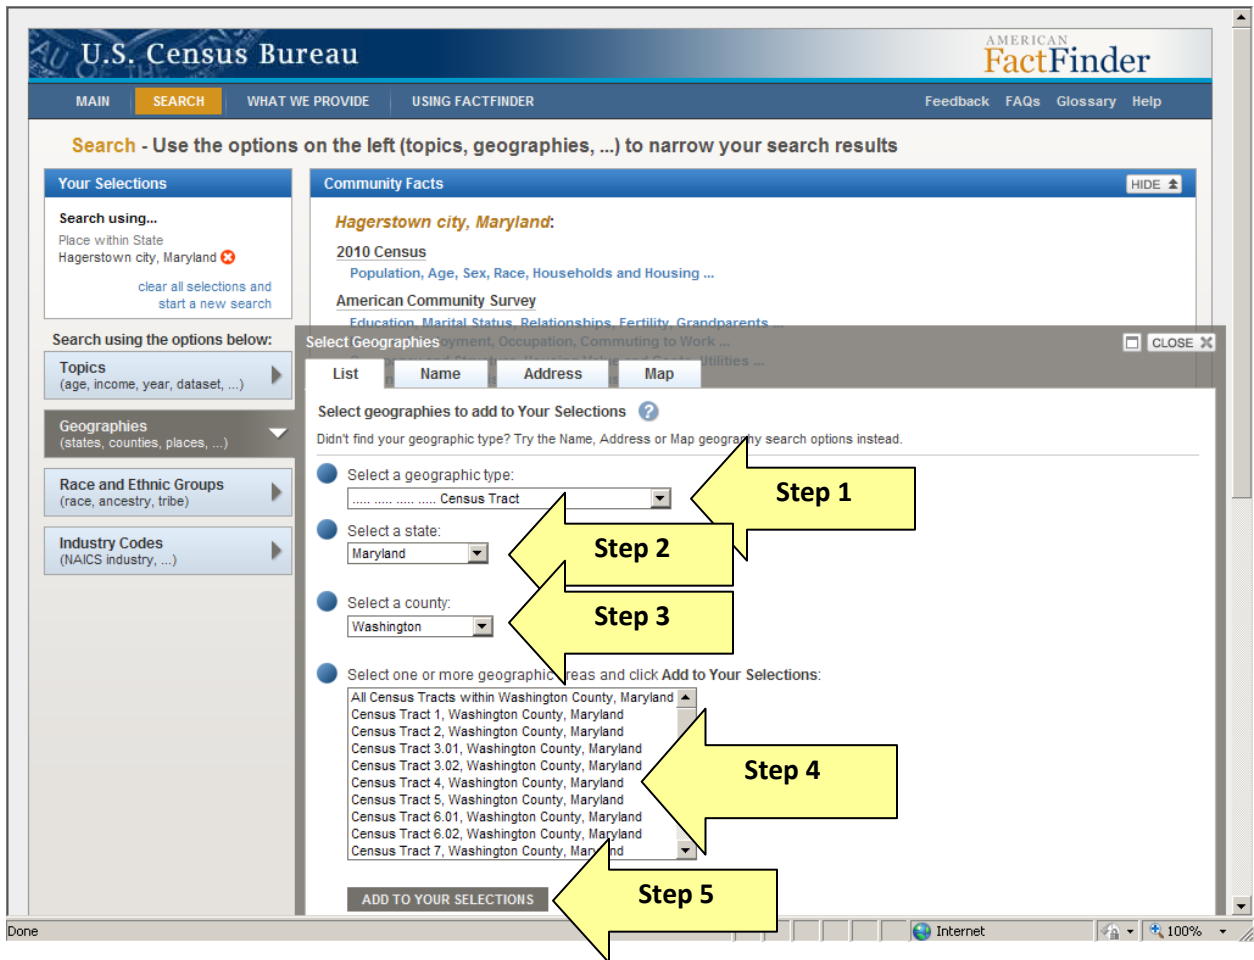 U.S. Census Bureau
AMERICAN
FactFinder
MAIN SEARCH WHAT WE PROVIDE USING FACTFINDER Feedback FAQs Glossary Help
Search - Use the options on the left (topics, geographies, ...) to narrow your search results
Your Selections
Search using...
Place within State
Hagerstown city, Maryland
clear all selections and
start a new search
Community Facts
HIDE
Hagerstown city, Maryland:
2010 Census
Population, Age, Sex, Race, Households and Housing ...
American Community Survey
Education, Marital Status, Relationships, Fertility, Grandparents ...
Search using the options below:
Topics
(age, income, year, dataset, ...)
Geographies
(states, counties, places, ...)
Race and Ethnic Groups
(race, ancestry, tribe)
Industry Codes
(NAICS industry, ...)
Select Geographies
Occupation, Commuting to Work ...
CLOSE
Utilities ...
List Name Address Map
Select geographies to add to Your Selections ?
Didn't find your geographic type? Try the Name, Address or Map geography search options instead.
Select a geographic type:
..... ..... ..... ..... Census Tract
Step 1
Select a state:
Maryland
Step 2
Select a county:
Washington
Step 3
Select one or more geographic areas and click Add to Your Selections:
All Census Tracts within Washington County, Maryland
Census Tract 1, Washington County, Maryland
Census Tract 2, Washington County, Maryland
Census Tract 3.01, Washington County, Maryland
Census Tract 3.02, Washington County, Maryland
Census Tract 4, Washington County, Maryland
Census Tract 5, Washington County, Maryland
Census Tract 6.01, Washington County, Maryland
Census Tract 6.02, Washington County, Maryland
Census Tract 7, Washington County, Maryland
Step 4
ADD TO YOUR SELECTIONS
Step 5
Done
Internet
100%